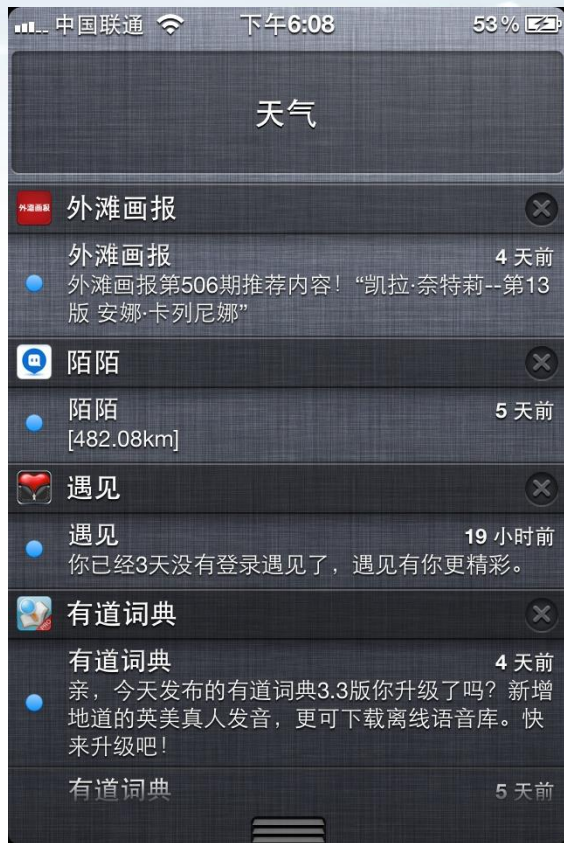 中国联通 下午6:08 53%
天气
外滩画报 外滩画报
外滩画报 4 天前
外滩画报第506期推荐内容！“凯拉·奈特莉--第13
版 安娜·卡列尼娜”
陌陌
陌陌 5 天前
[482.08km]
遇见
遇见 19 小时前
你已经3天没有登录遇见了，遇见有你更精彩。
有道词典
有道词典 4 天前
亲，今天发布的有道词典3.3版你升级了吗？新增
地道的英美真人发音，更可下载离线语音库。快
来升级吧！
有道词典 5 天前